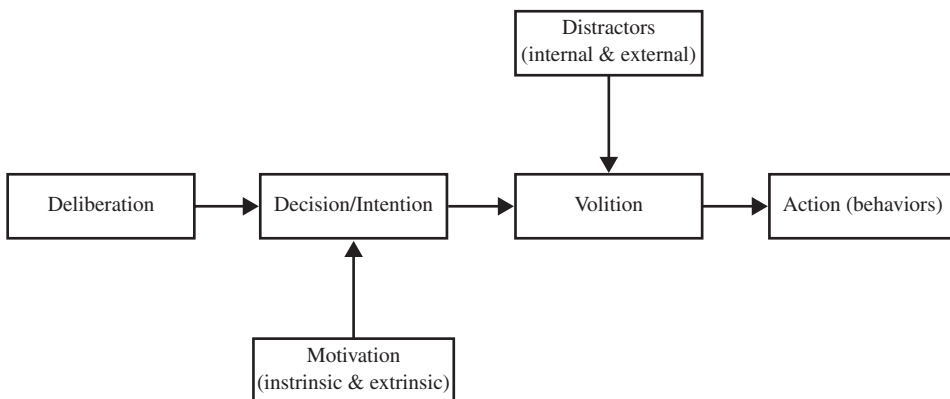 Distractors
(internal & external)
Deliberation
Decision/Intention
Volition
Action (behaviors)
Motivation
(instrinsic & extrinsic)